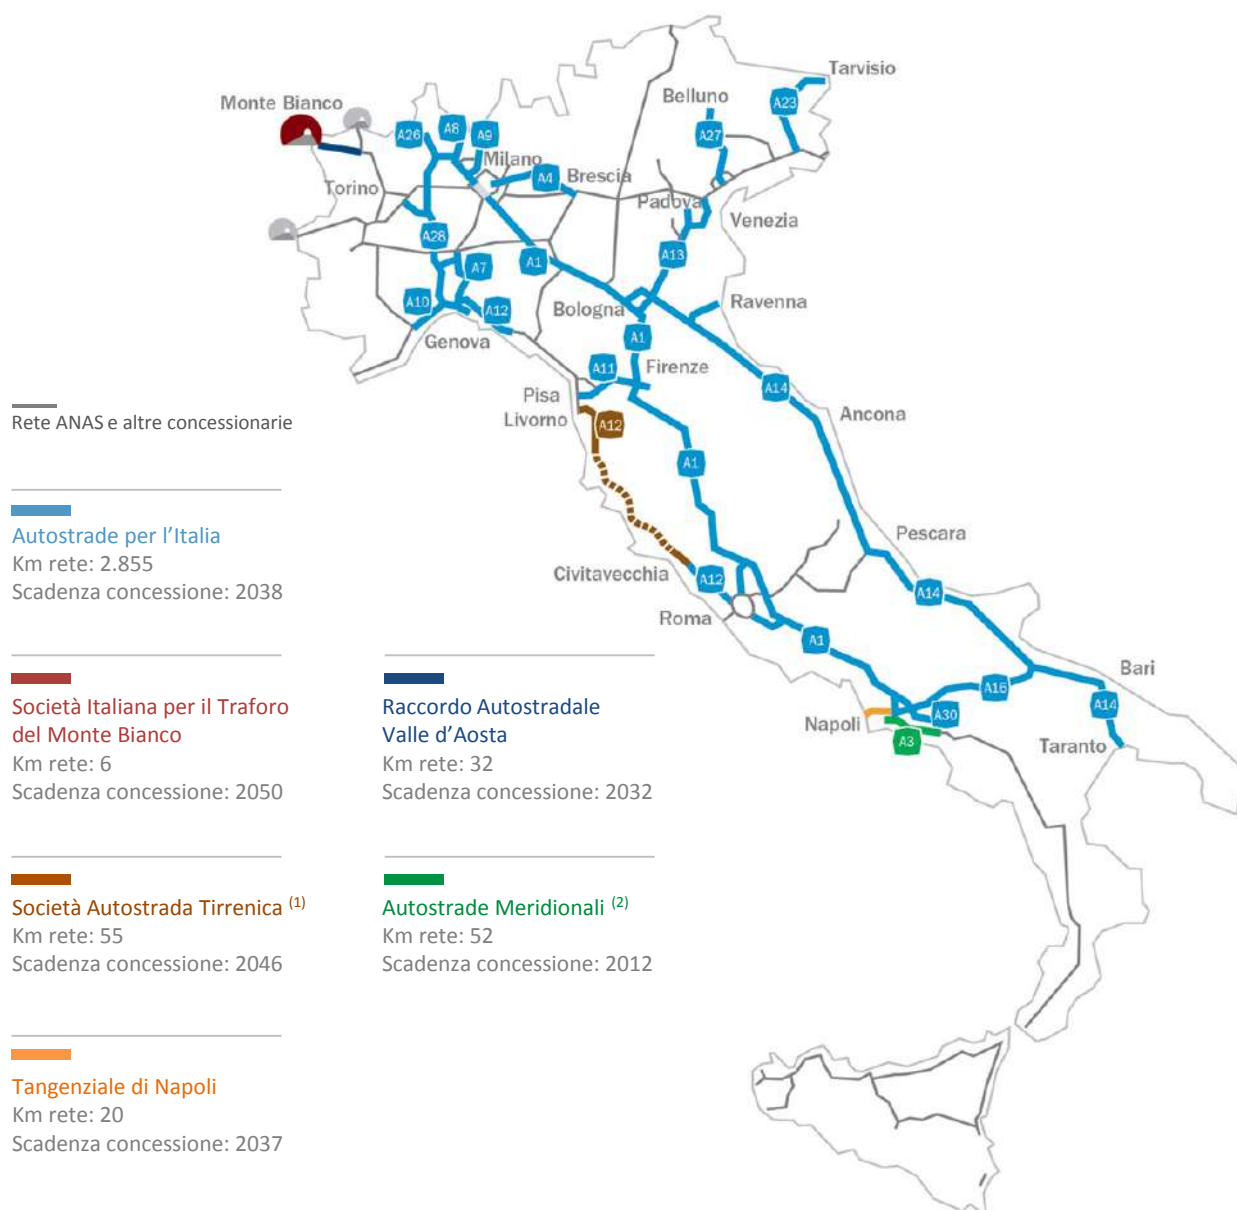 Tarvisio
Belluno
A23
Monte Bianco
A26
A8
A9
A27
Milano
A4
Brescia
Torino
Padova
Venezia
A28
A13
A7
A1
Ravenna
A10
A12
Bologna
A1
Genova
A11
Firenze
A14
Pisa
Livorno
A12
Ancona
A1
Pescara
Civitavecchia
A12
A14
Roma
A1
Bari
A16
A14
Napoli
A30
A3
Taranto
Rete ANAS e altre concessionarie
Autostrade per l'Italia
Km rete: 2.855
Scadenza concessione: 2038
Società Italiana per il Traforo
del Monte Bianco
Km rete: 6
Scadenza concessione: 2050
Raccordo Autostradale
Valle d'Aosta
Km rete: 32
Scadenza concessione: 2032
Società Autostrada Tirrenica (1)
Km rete: 55
Scadenza concessione: 2046
Autostrade Meridionali (2)
Km rete: 52
Scadenza concessione: 2012
Tangenziale di Napoli
Km rete: 20
Scadenza concessione: 2037